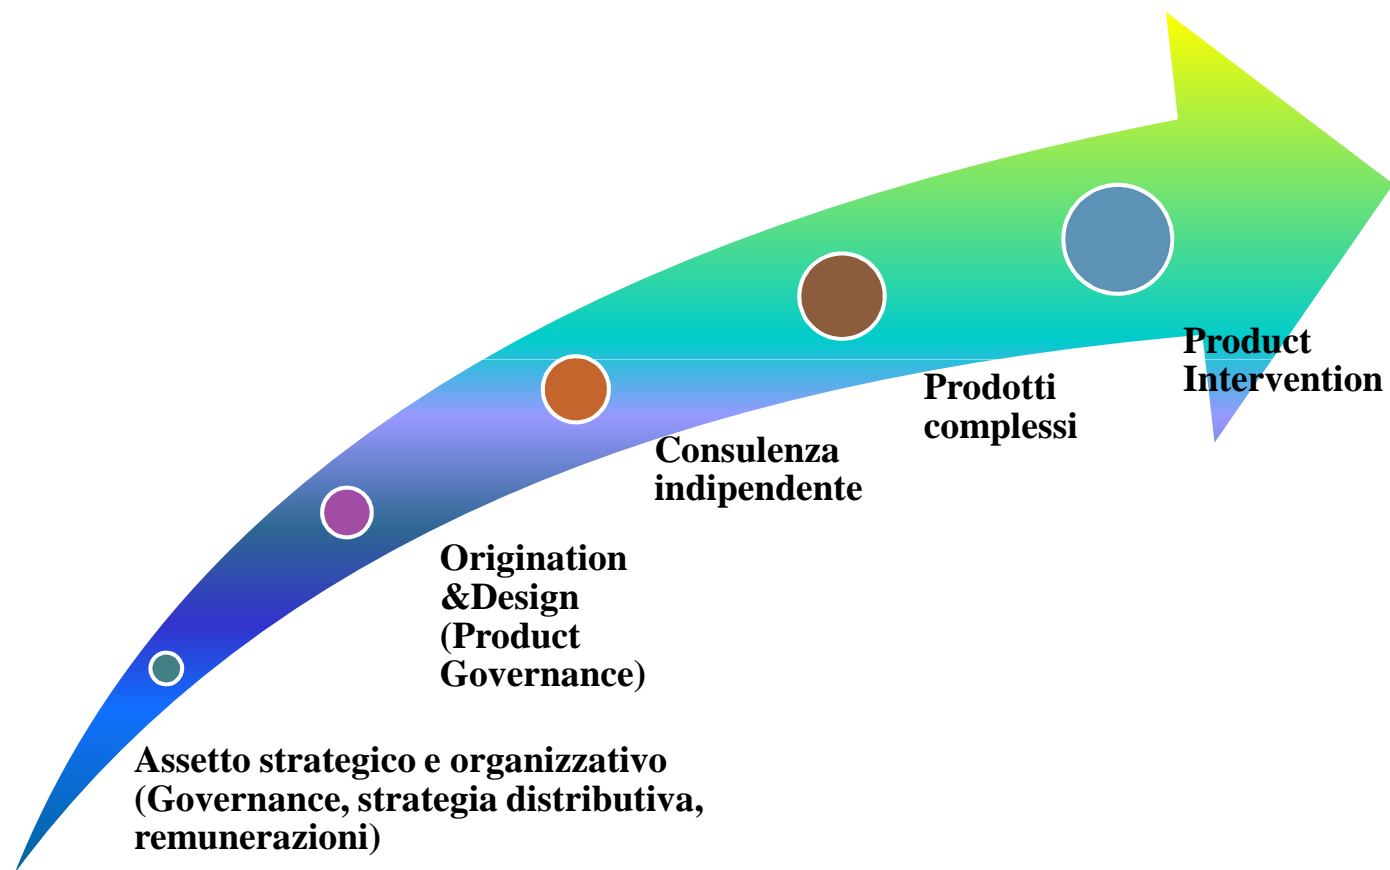 Product
Intervention
Prodotti
complessi
Consulenza
indipendente
Origination
&Design
(Product
Governance)
Assetto strategico e organizzativo
(Governance, strategia distributiva,
remunerazioni)